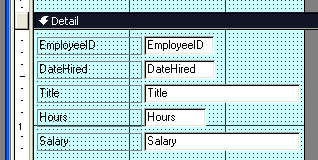 Detail
EmployeeID EmployeeID
DateHired DateHired
Title Title
Hours Hours
1
Salary Salary